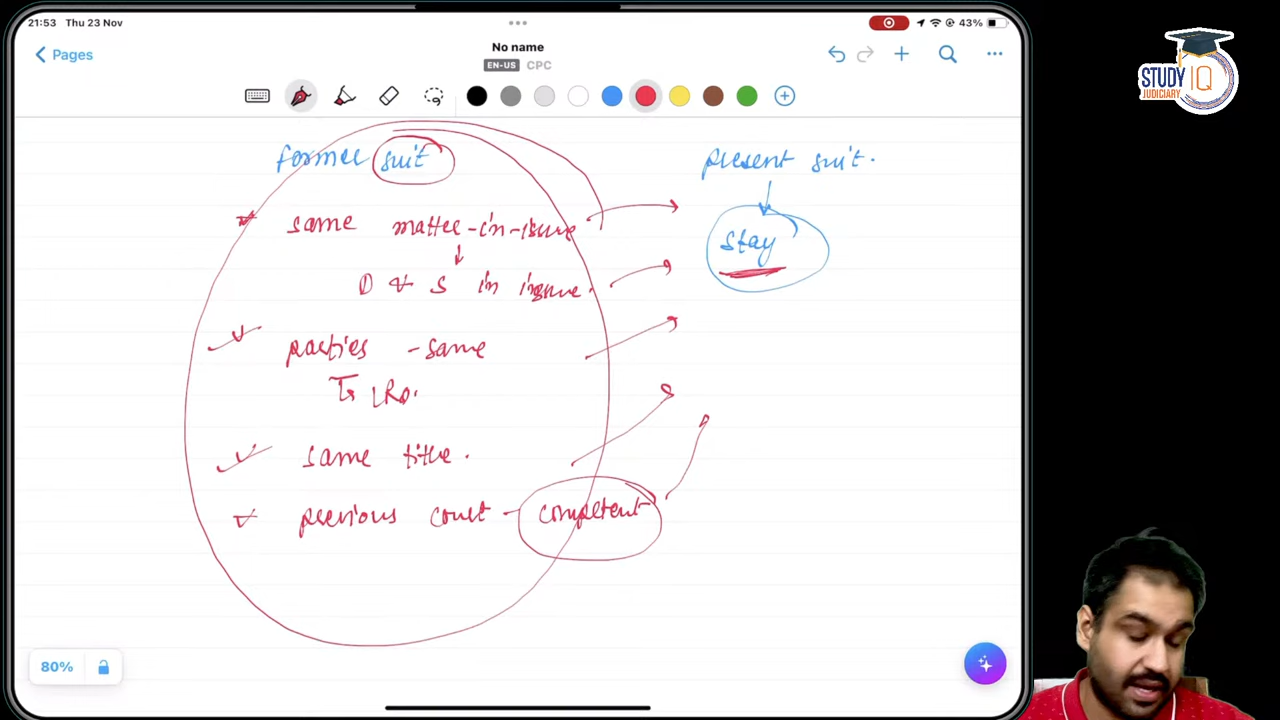 21:53 Thu 23 Nov
43%
Pages
No name
EN-US CPC
STUDY IQ
JUDICIARY
former suit
present suit.
same matter-in-issue
stay
D & S in issue.
parties - same
same title.
previous court - competent
80%